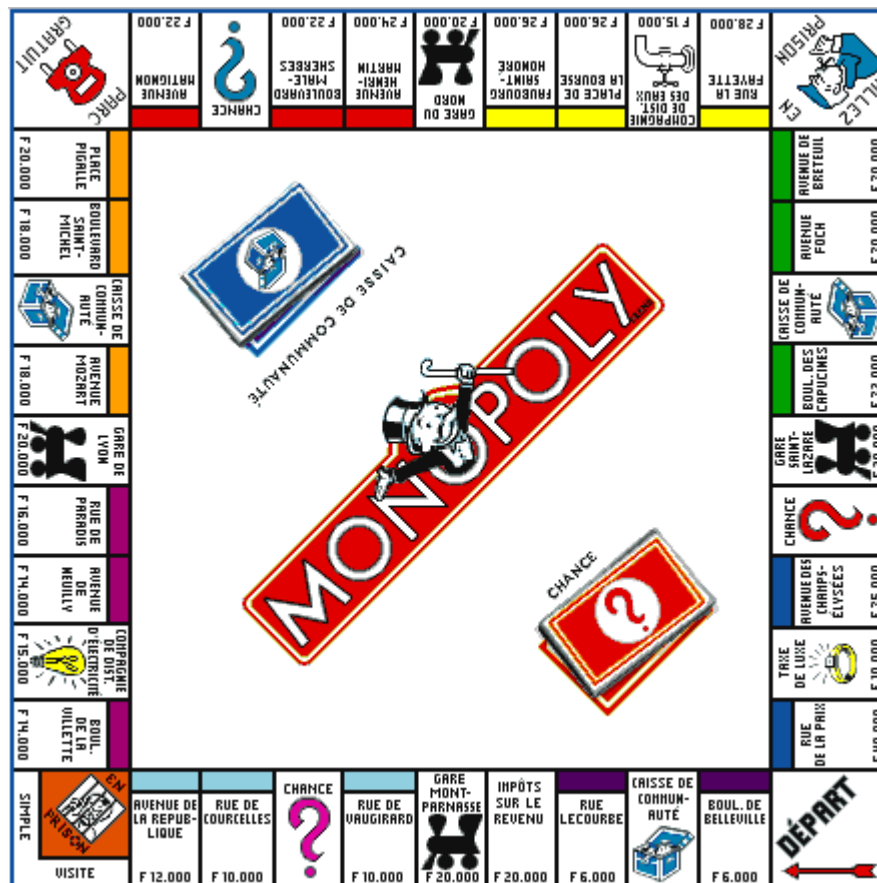 PARC
GRATUIT
AVENUE
MATIGNON
F 22.000
CHANCE
BOULEVARD
MALE-
SHERBES
F 22.000
AVENUE
HENRI-
MARTIN
F 24.000
GARE DU
NORD
F 20.000
FAUBOURG
SAINT-
HONORÉ
F 26.000
PLACE DE
LA BOURSE
F 26.000
COMPAGNIE
DE DIST.
DES EAUX
F 15.000
RUE LA
FAYETTE
F 28.000
ALLEZ
EN
PRISON
PLACE
PIGALLE
F 20.000
BOULEVARD
SAINT-
MICHEL
F 18.000
CAISSE DE
COMMUN-
AUTÉ
AVENUE
MOZART
F 18.000
GARE DE
LYON
F 20.000
RUE DE
PARADIS
F 16.000
AVENUE
DE
NEUILLY
F 14.000
COMPAGNIE
DE DIST.
D'ÉLECTRICITÉ
F 15.000
BOUL.
DE LA
VILLETTE
F 14.000
CAISSE DE COMMUNAUTÉ
MONOPOLY
CHANCE
AVENUE DE
BRETEUIL
AVENUE
FOCH
CAISSE DE
COMMUN-
AUTÉ
BOUL. DES
CAPUCINES
GARE
SAINT-
LAZARE
CHANCE
AVENUE DES
CHAMPS-
ÉLYSÉES
TAXE
DE LUXE
RUE
DE LA PAIX
EN
PRISON
SIMPLE
VISITE
AVENUE DE
LA REPUB-
LIQUE
F 12.000
RUE DE
COURCELLES
F 10.000
CHANCE
RUE DE
VAUGIRARD
F 10.000
GARE
MONT-
PARNASSE
F 20.000
IMPÔTS
SUR LE
REVENU
F 20.000
RUE
LECOURBE
F 6.000
CAISSE DE
COMMUN-
AUTÉ
BOUL. DE
BELLEVILLE
F 6.000
DÉPART